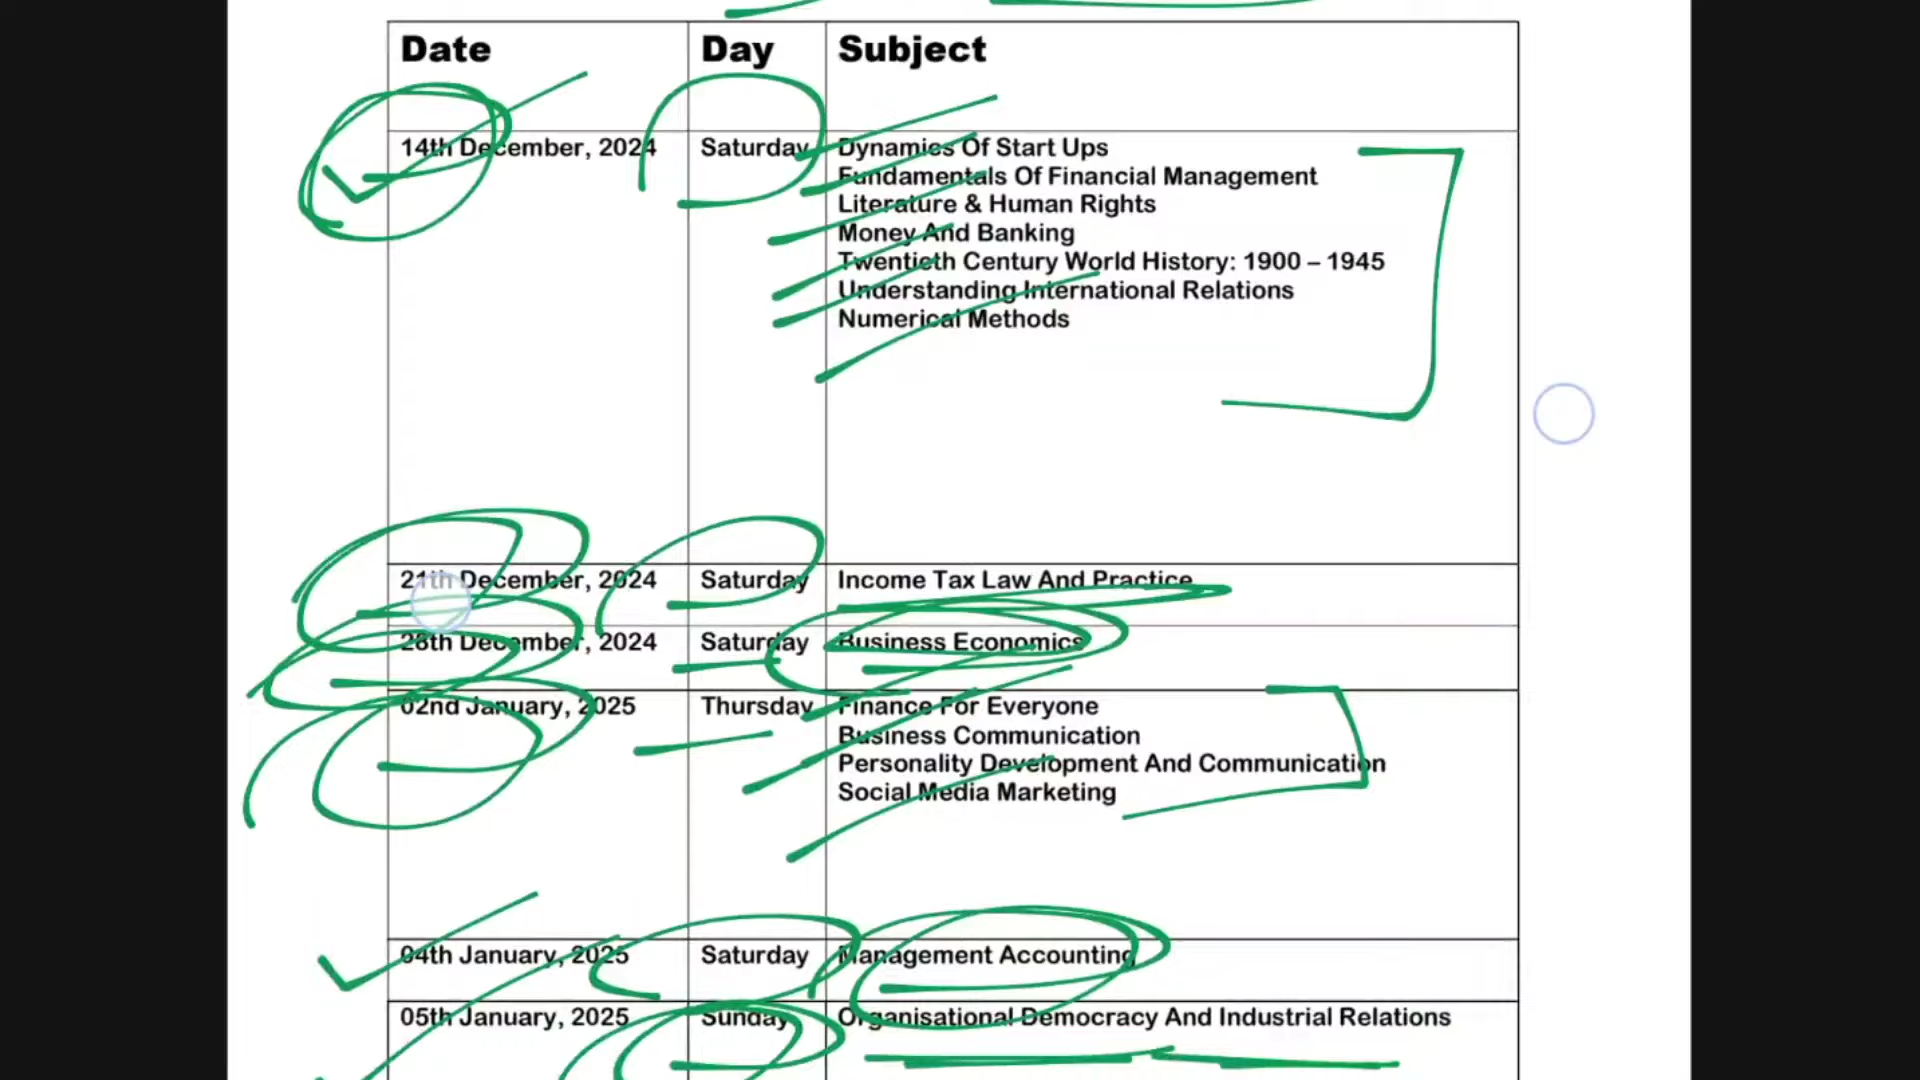 Date Day Subject
14th December, 2024 Saturday Dynamics Of Start Ups
Fundamentals Of Financial Management
Literature & Human Rights
Money And Banking
Twentieth Century World History: 1900 – 1945
Understanding International Relations
Numerical Methods
21th December, 2024 Saturday Income Tax Law And Practice
28th December, 2024 Saturday Business Economics
02nd January, 2025 Thursday Finance For Everyone
Business Communication
Personality Development And Communication
Social Media Marketing
04th January, 2025 Saturday Management Accounting
05th January, 2025 Sunday Organisational Democracy And Industrial Relations